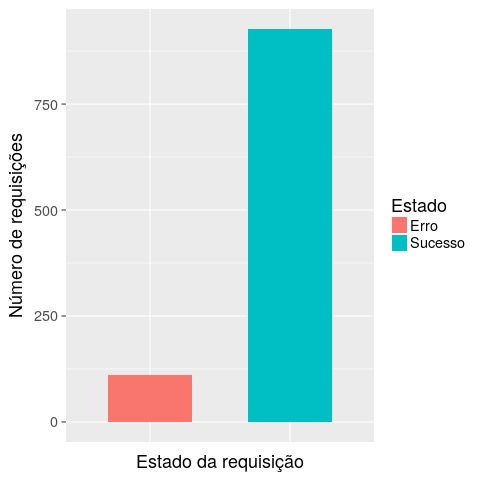 Número de requisições
750
500
250
0
Estado da requisição
Estado
Erro
Sucesso